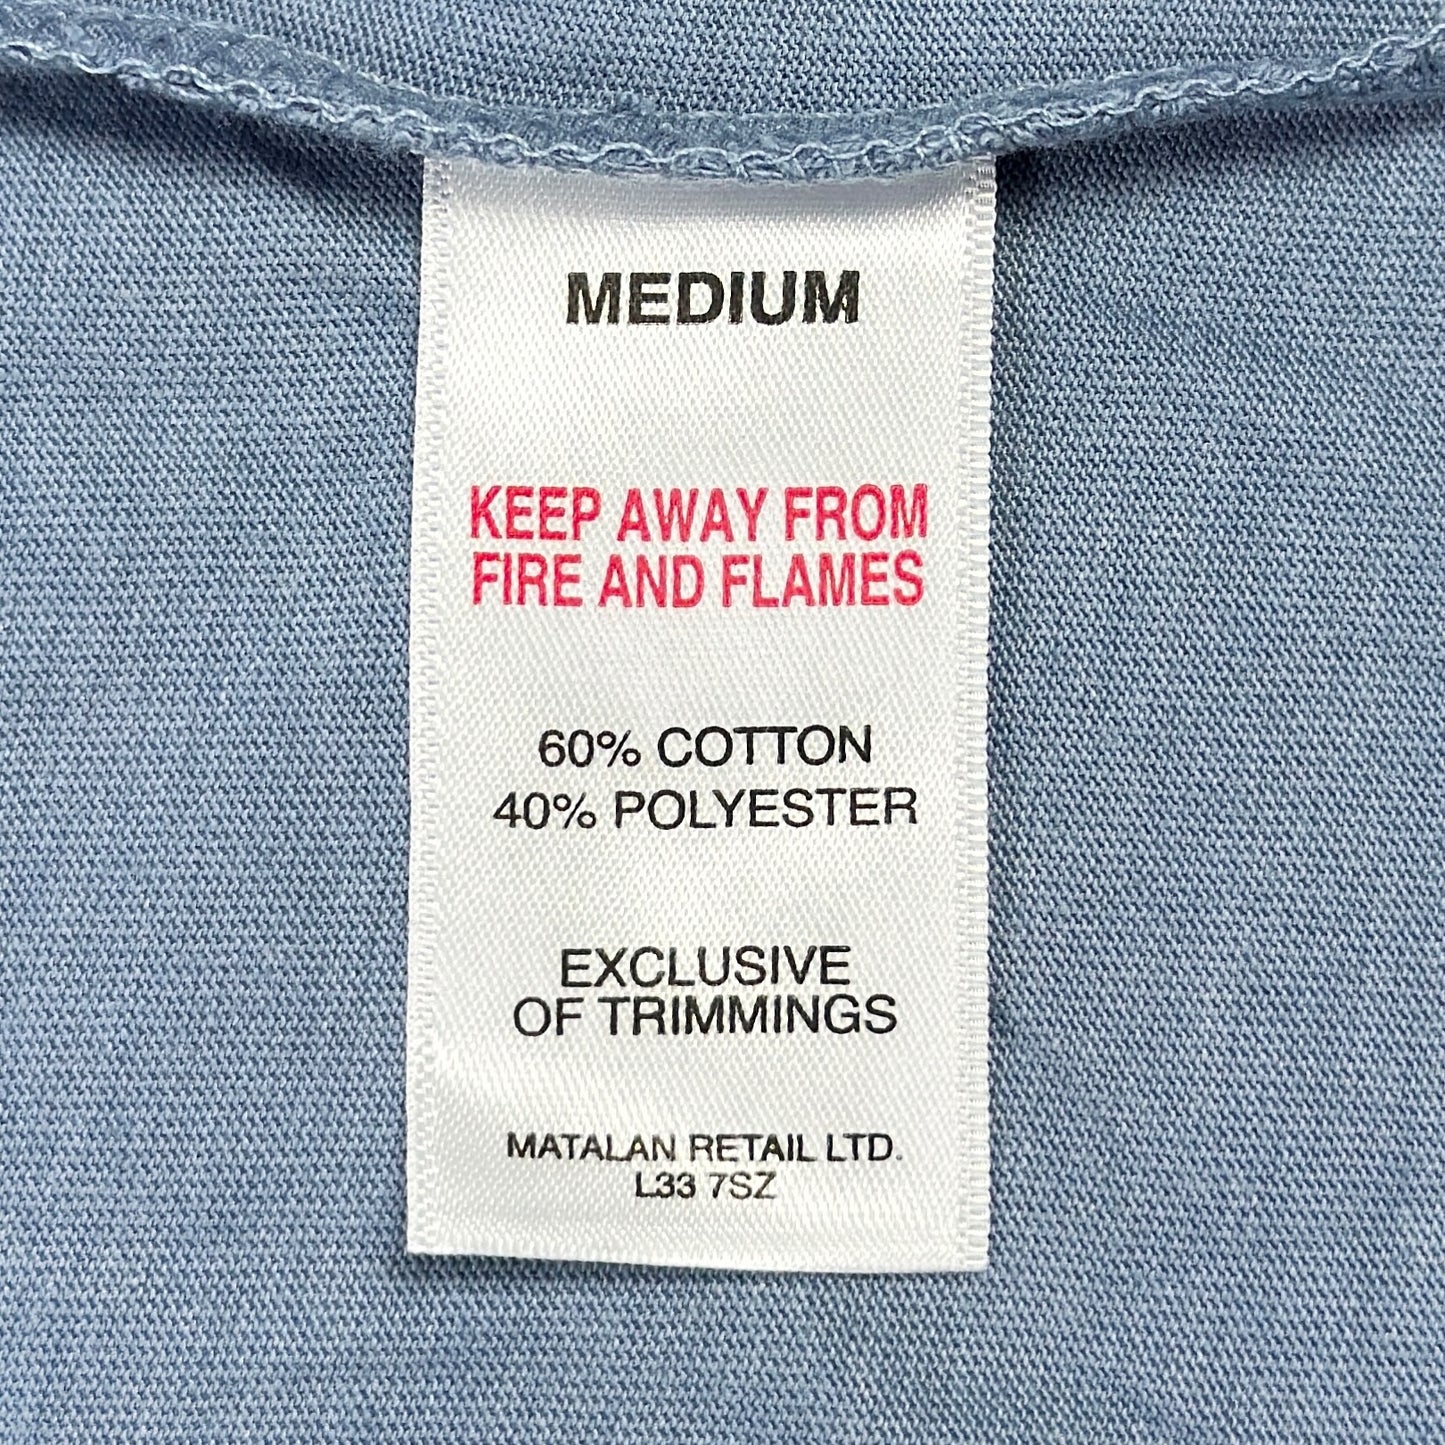 MEDIUM
KEEP AWAY FROM
FIRE AND FLAMES
60% COTTON
40% POLYESTER
EXCLUSIVE
OF TRIMMINGS
MATALAN RETAIL LTD.
L33 7SZ